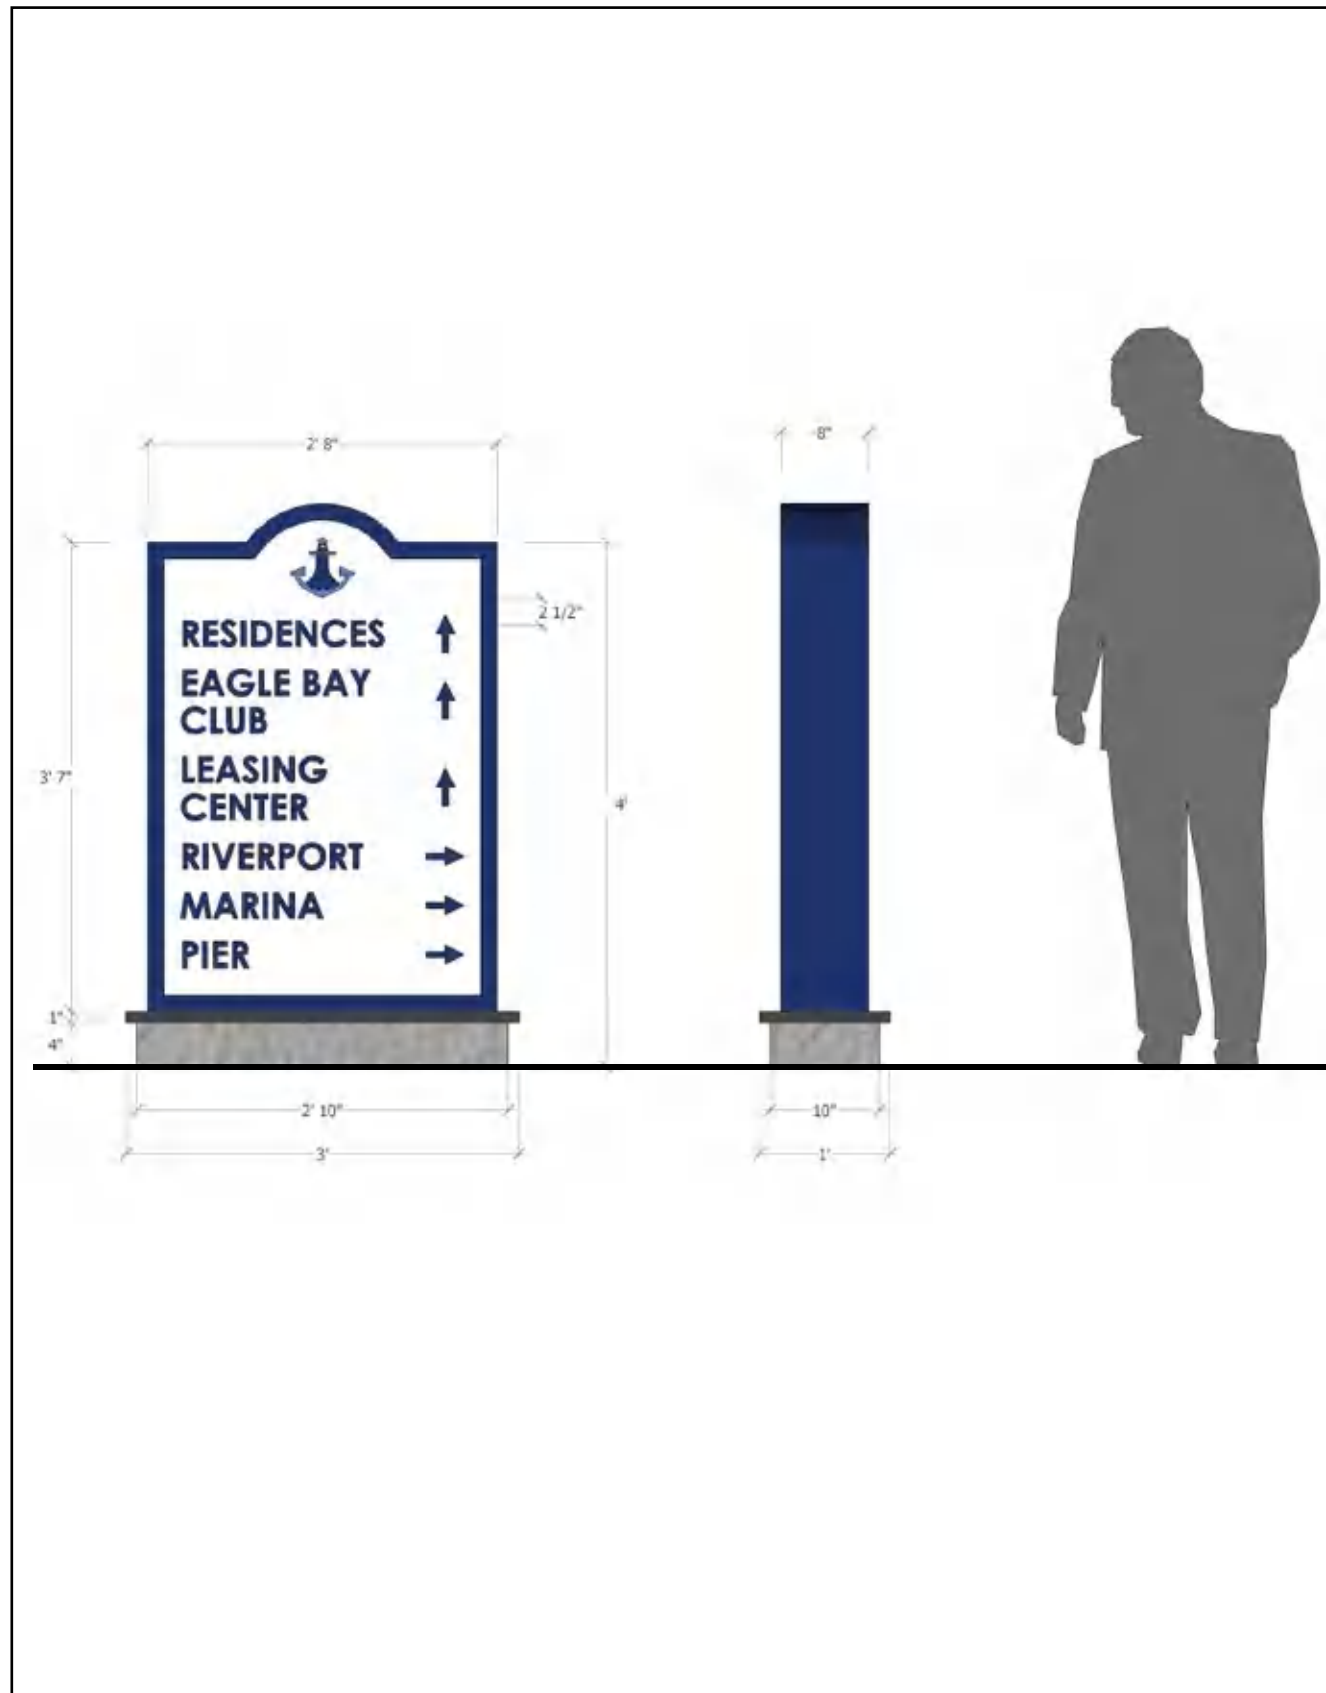 2' 8"
8"
2 1/2"
RESIDENCES
EAGLE BAY
CLUB
LEASING
CENTER
RIVERPORT
MARINA
PIER
3' 7"
4'
1"
4"
2' 10"
3'
10"
1'